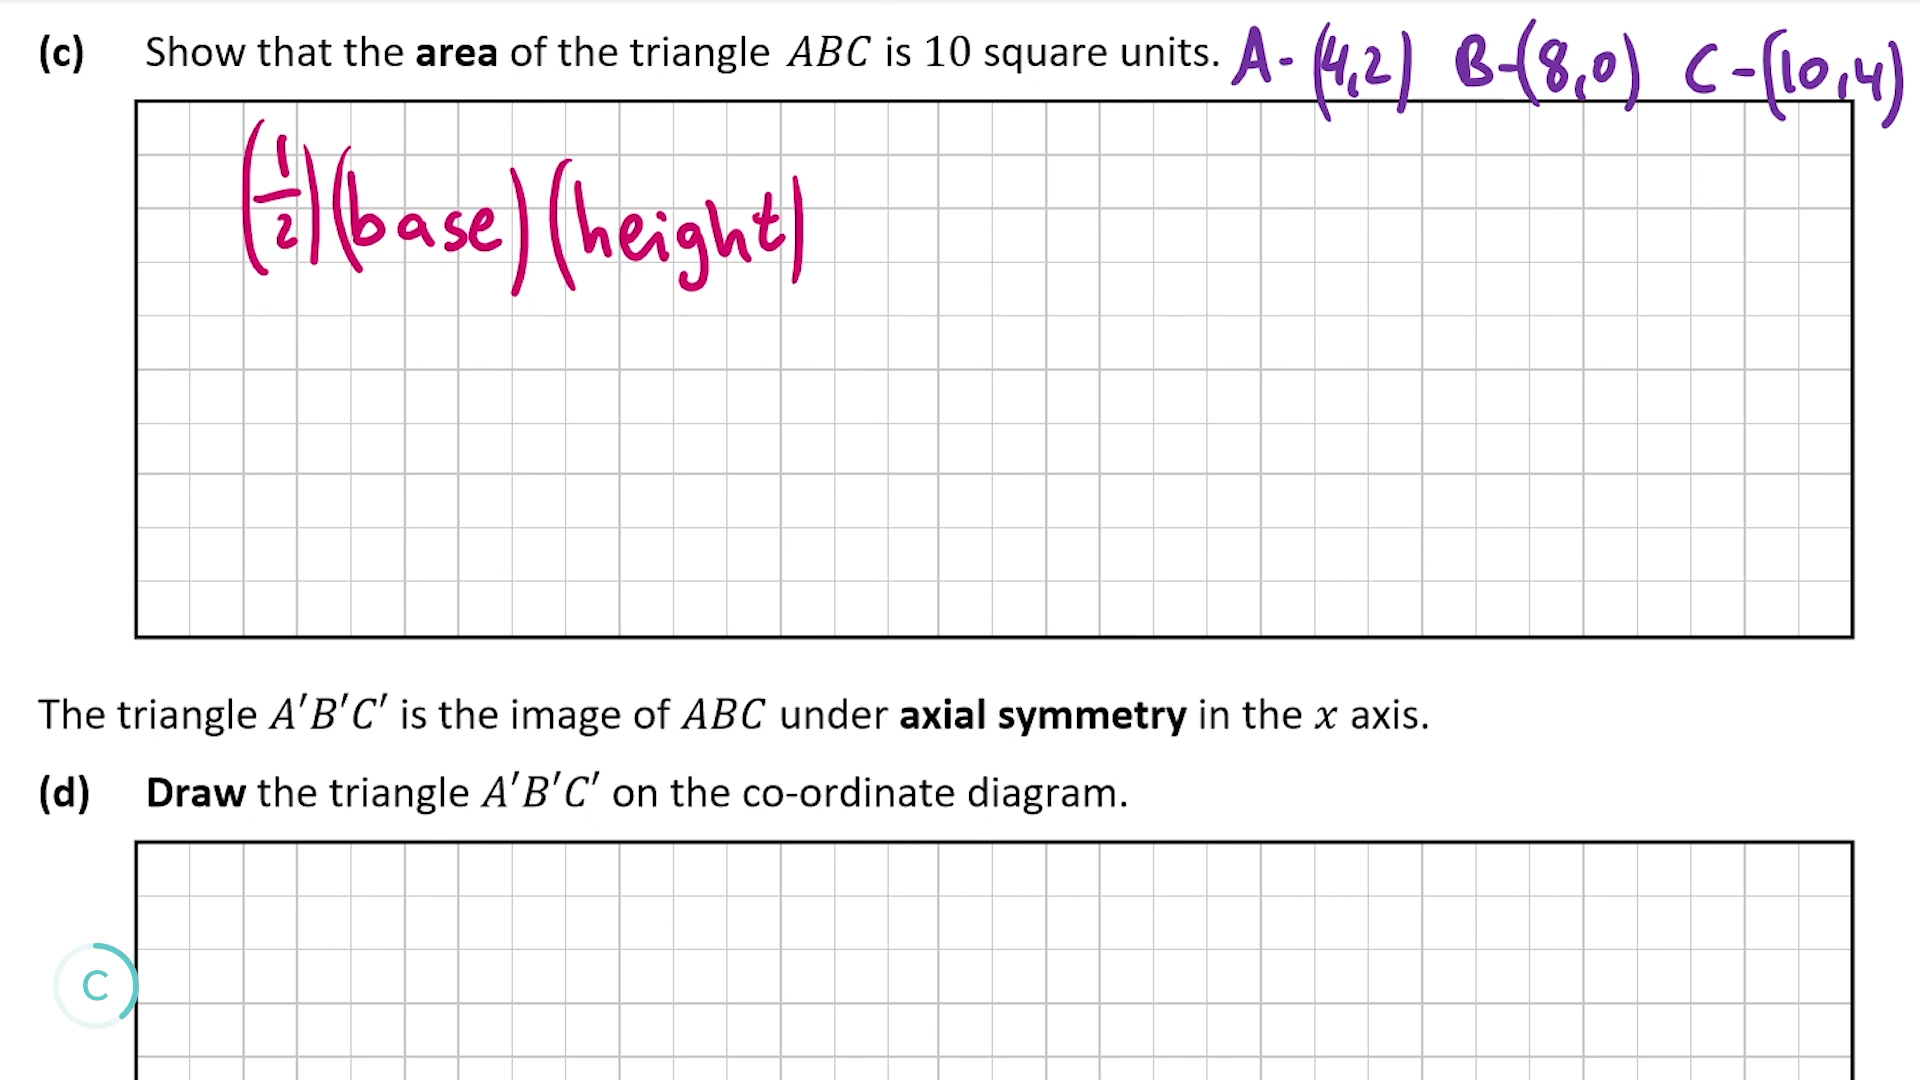 (c) Show that the area of the triangle ABC is 10 square units. A-(4,2) B-(8,0) C-(10,4)
(1/2)(base)(height)
The triangle A′B′C′ is the image of ABC under axial symmetry in the x axis.
(d) Draw the triangle A′B′C′ on the co-ordinate diagram.
C